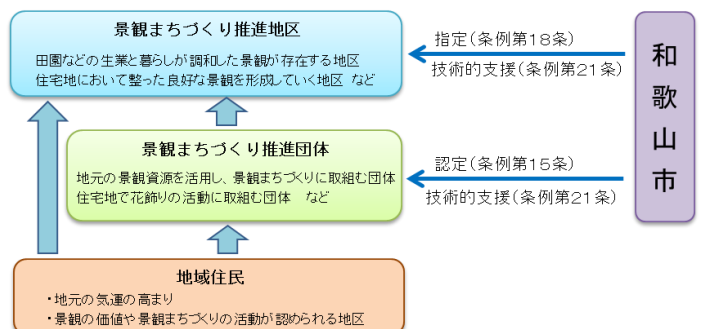 景観まちづくり推進地区
田園などの生業と暮らしが調和した景観が存在する地区
住宅地において整った良好な景観を形成していく地区 など
指定(条例第18条)
技術的支援(条例第21条)
和歌山市
景観まちづくり推進団体
地元の景観資源を活用し、景観まちづくりに取組む団体
住宅地で花飾りの活動に取組む団体 など
認定(条例第15条)
技術的支援(条例第21条)
地域住民
・地元の気運の高まり
・景観の価値や景観まちづくりの活動が認められる地区